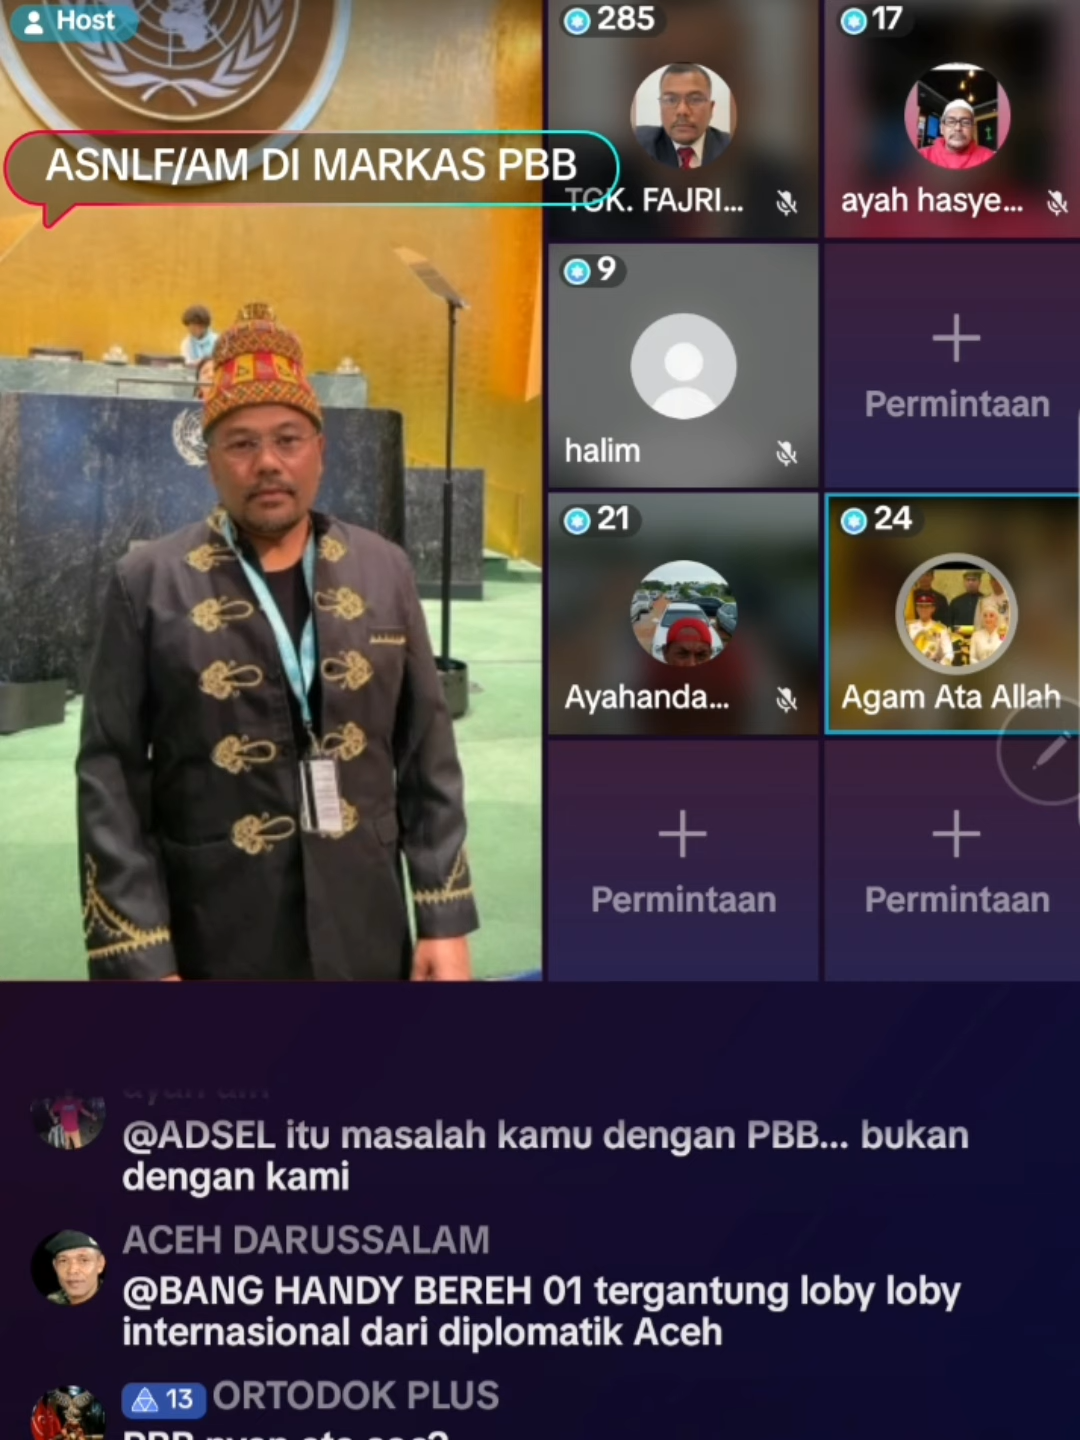 Host
285
17
ASNLF/AM DI MARKAS PBB
TGK. FAJRI...
ayah hasye...
9
Permintaan
halim
21
24
Ayahanda...
Agam Ata Allah
Permintaan
Permintaan
@ADSEL itu masalah kamu dengan PBB... bukan
dengan kami
ACEH DARUSSALAM
@BANG HANDY BEREH 01 tergantung loby loby
internasional dari diplomatik Aceh
13 ORTODOK PLUS